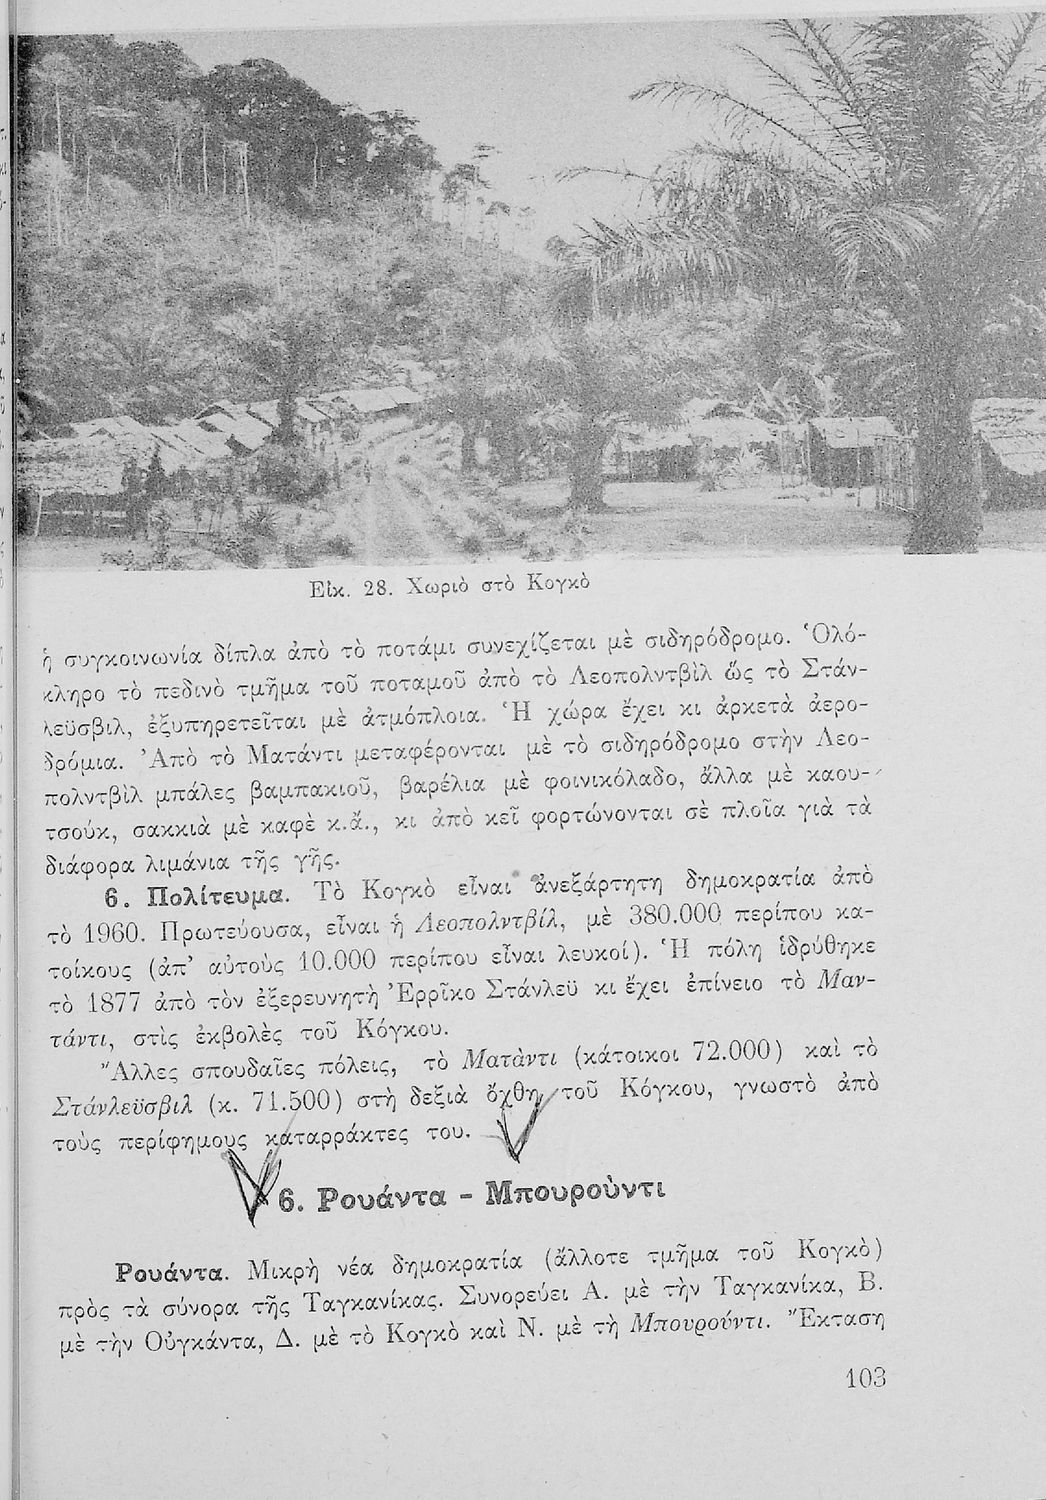 Εἰκ. 28. Χωριὸ στὸ Κογκὸ
ἡ συγκοινωνία δίπλα ἀπὸ τὸ ποτάμι συνεχίζεται μὲ σιδηρόδρομο. Ὁλό-
κληρο τὸ πεδινὸ τμῆμα τοῦ ποταμοῦ ἀπὸ τὸ Λεοπολντβὶλ ὥς τὸ Στάν-
λεϋσβιλ, ἐξυπηρετεῖται μὲ ἀτμόπλοια. Ἡ χώρα ἔχει κι ἀρκετὰ ἀερο-
δρόμια. Ἀπὸ τὸ Ματάντι μεταφέρονται μὲ τὸ σιδηρόδρομο στὴν Λεο-
πολντβὶλ μπάλες βαμπακιοῦ, βαρέλια μὲ φοινικόλαδο, ἄλλα μὲ καου-
τσούκ, σακκιὰ μὲ καφὲ κ.ἄ., κι ἀπὸ κεῖ φορτώνονται σὲ πλοῖα γιὰ τὰ
διάφορα λιμάνια τῆς γῆς.
6. Πολίτευμα. Τὸ Κογκὸ εἶναι ἀνεξάρτητη δημοκρατία ἀπὸ
τὸ 1960. Πρωτεύουσα, εἶναι ἡ Λεοπολντβίλ, μὲ 380.000 περίπου κα-
τοίκους (ἀπ' αὐτοὺς 10.000 περίπου εἶναι λευκοί). Ἡ πόλη ἱδρύθηκε
τὸ 1877 ἀπὸ τὸν ἐξερευνητὴ Ἐρρῖκο Στάνλεϋ κι ἔχει ἐπίνειο τὸ Μαν-
τάντι, στὶς ἐκβολὲς τοῦ Κόγκου.
Ἄλλες σπουδαῖες πόλεις, τὸ Ματὰντι (κάτοικοι 72.000) καὶ τὸ
Στάνλεϋσβιλ (κ. 71.500) στὴ δεξιὰ ὄχθη τοῦ Κόγκου, γνωστὸ ἀπὸ
τοὺς περίφημους καταρράκτες του.
6. Ρουάντα - Μπουροὺντι
Ρουάντα. Μικρὴ νέα δημοκρατία (ἄλλοτε τμῆμα τοῦ Κογκὸ)
πρὸς τὰ σύνορα τῆς Ταγκανίκας. Συνορεύει Α. μὲ τὴν Ταγκανίκα, Β.
μὲ τὴν Οὐγκάντα, Δ. μὲ τὸ Κογκὸ καὶ Ν. μὲ τὴ Μπουρούντι. Ἔκταση
103